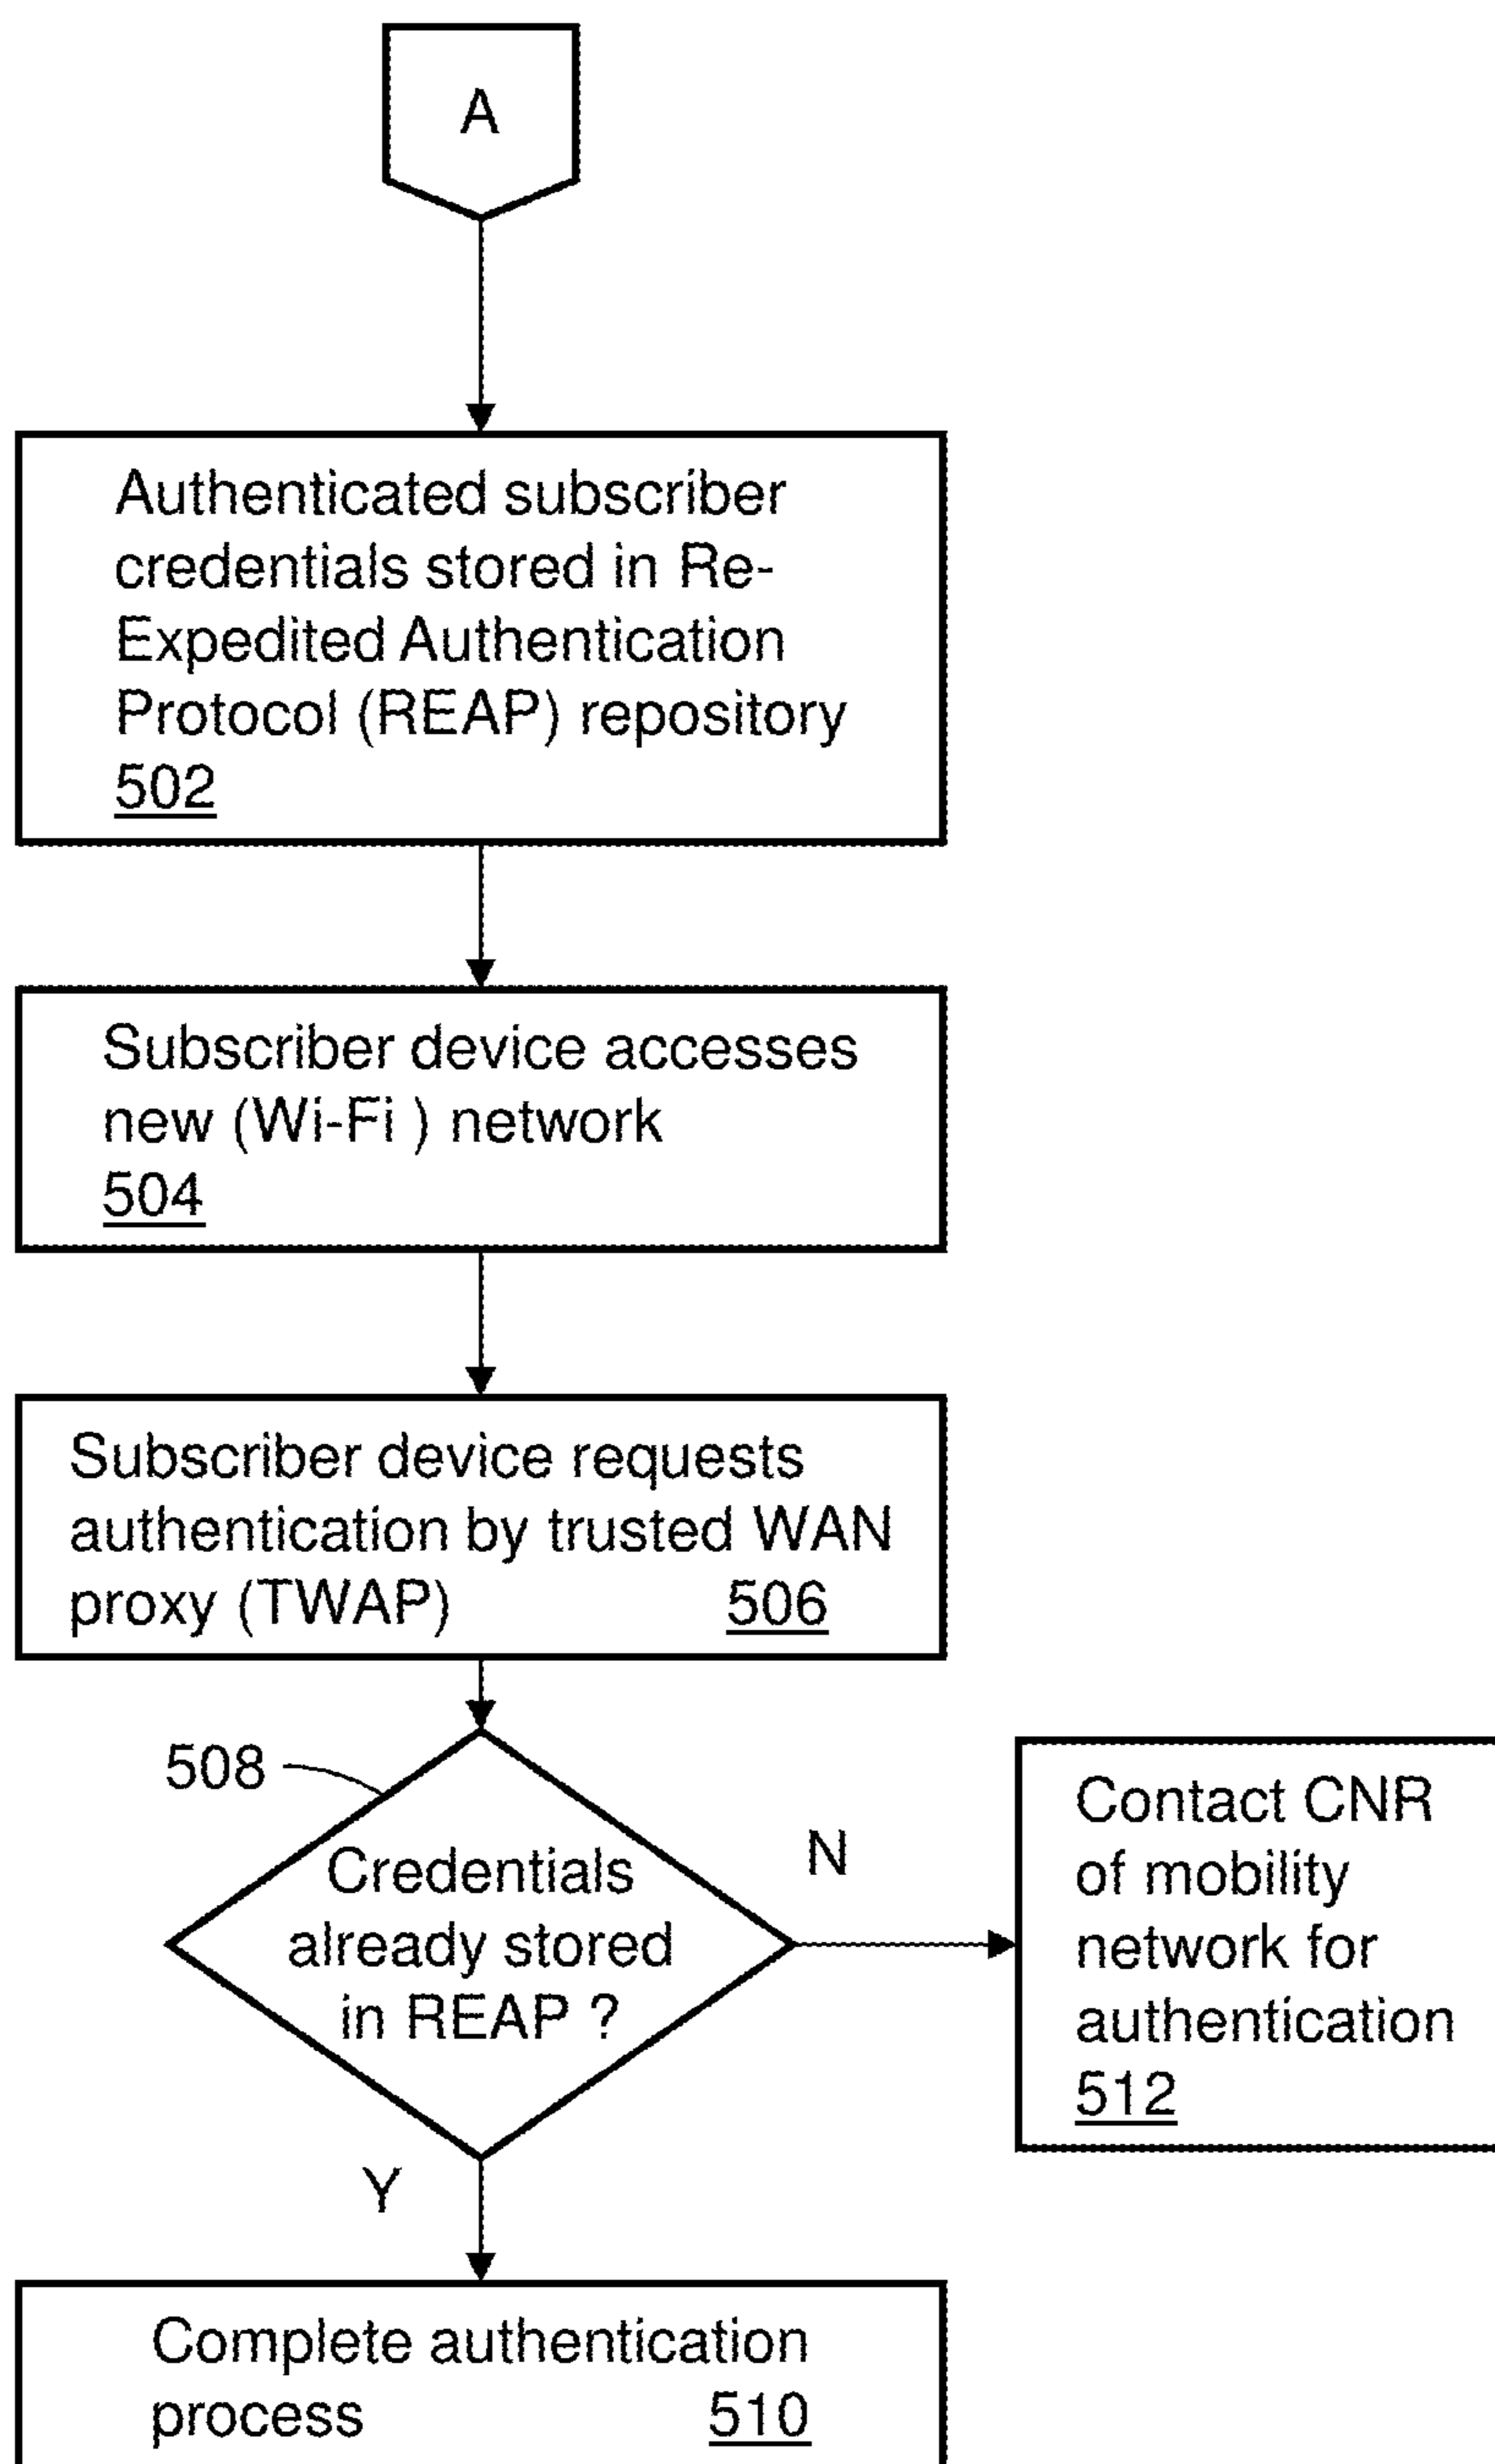 A
Authenticated subscriber
credentials stored in Re-
Expedited Authentication
Protocol (REAP) repository
502
Subscriber device accesses
new (Wi-Fi ) network
504
Subscriber device requests
authentication by trusted WAN
proxy (TWAP) 506
508
Credentials
already stored
in REAP ?
N
Contact CNR
of mobility
network for
authentication
512
Y
Complete authentication
process 510